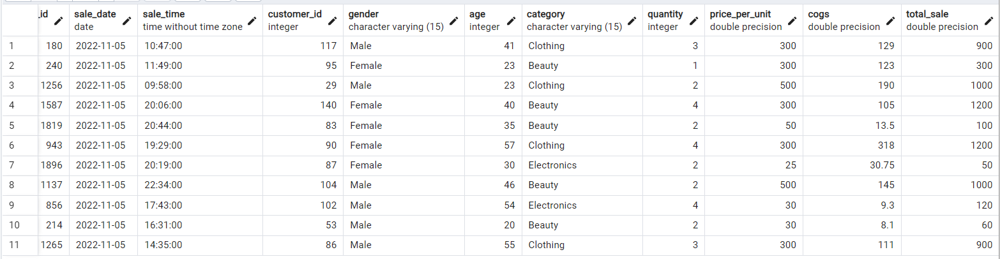 _id sale_date sale_time customer_id gender age category quantity price_per_unit cogs total_sale
date time without time zone integer character varying (15) integer character varying (15) integer double precision double precision double precision
1 180 2022-11-05 10:47:00 117 Male 41 Clothing 3 300 129 900
2 240 2022-11-05 11:49:00 95 Female 23 Beauty 1 300 123 300
3 1256 2022-11-05 09:58:00 29 Male 23 Clothing 2 500 190 1000
4 1587 2022-11-05 20:06:00 140 Female 40 Beauty 4 300 105 1200
5 1819 2022-11-05 20:44:00 83 Female 35 Beauty 2 50 13.5 100
6 943 2022-11-05 19:29:00 90 Female 57 Clothing 4 300 318 1200
7 1896 2022-11-05 20:19:00 87 Female 30 Electronics 2 25 30.75 50
8 1137 2022-11-05 22:34:00 104 Male 46 Beauty 2 500 145 1000
9 856 2022-11-05 17:43:00 102 Male 54 Electronics 4 30 9.3 120
10 214 2022-11-05 16:31:00 53 Male 20 Beauty 2 30 8.1 60
11 1265 2022-11-05 14:35:00 86 Male 55 Clothing 3 300 111 900